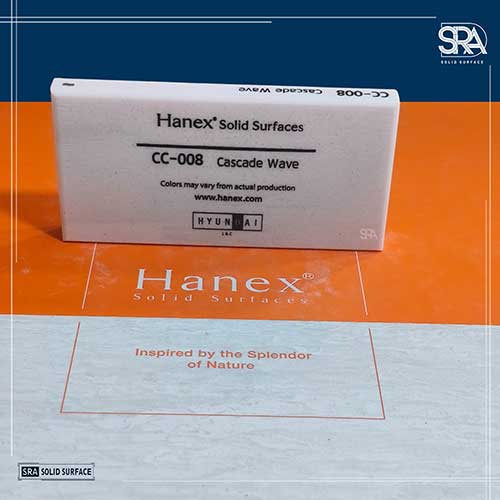 SRA
SOLID SURFACE
CC-008 Cascade Wave
Hanex® Solid Surfaces
CC-008 Cascade Wave
Colors may vary from actual production
www.hanex.com
HYUNDAI
L&C
SRA
Hanex®
Solid Surfaces
Inspired by the Splendor
of Nature
SRA SOLID SURFACE